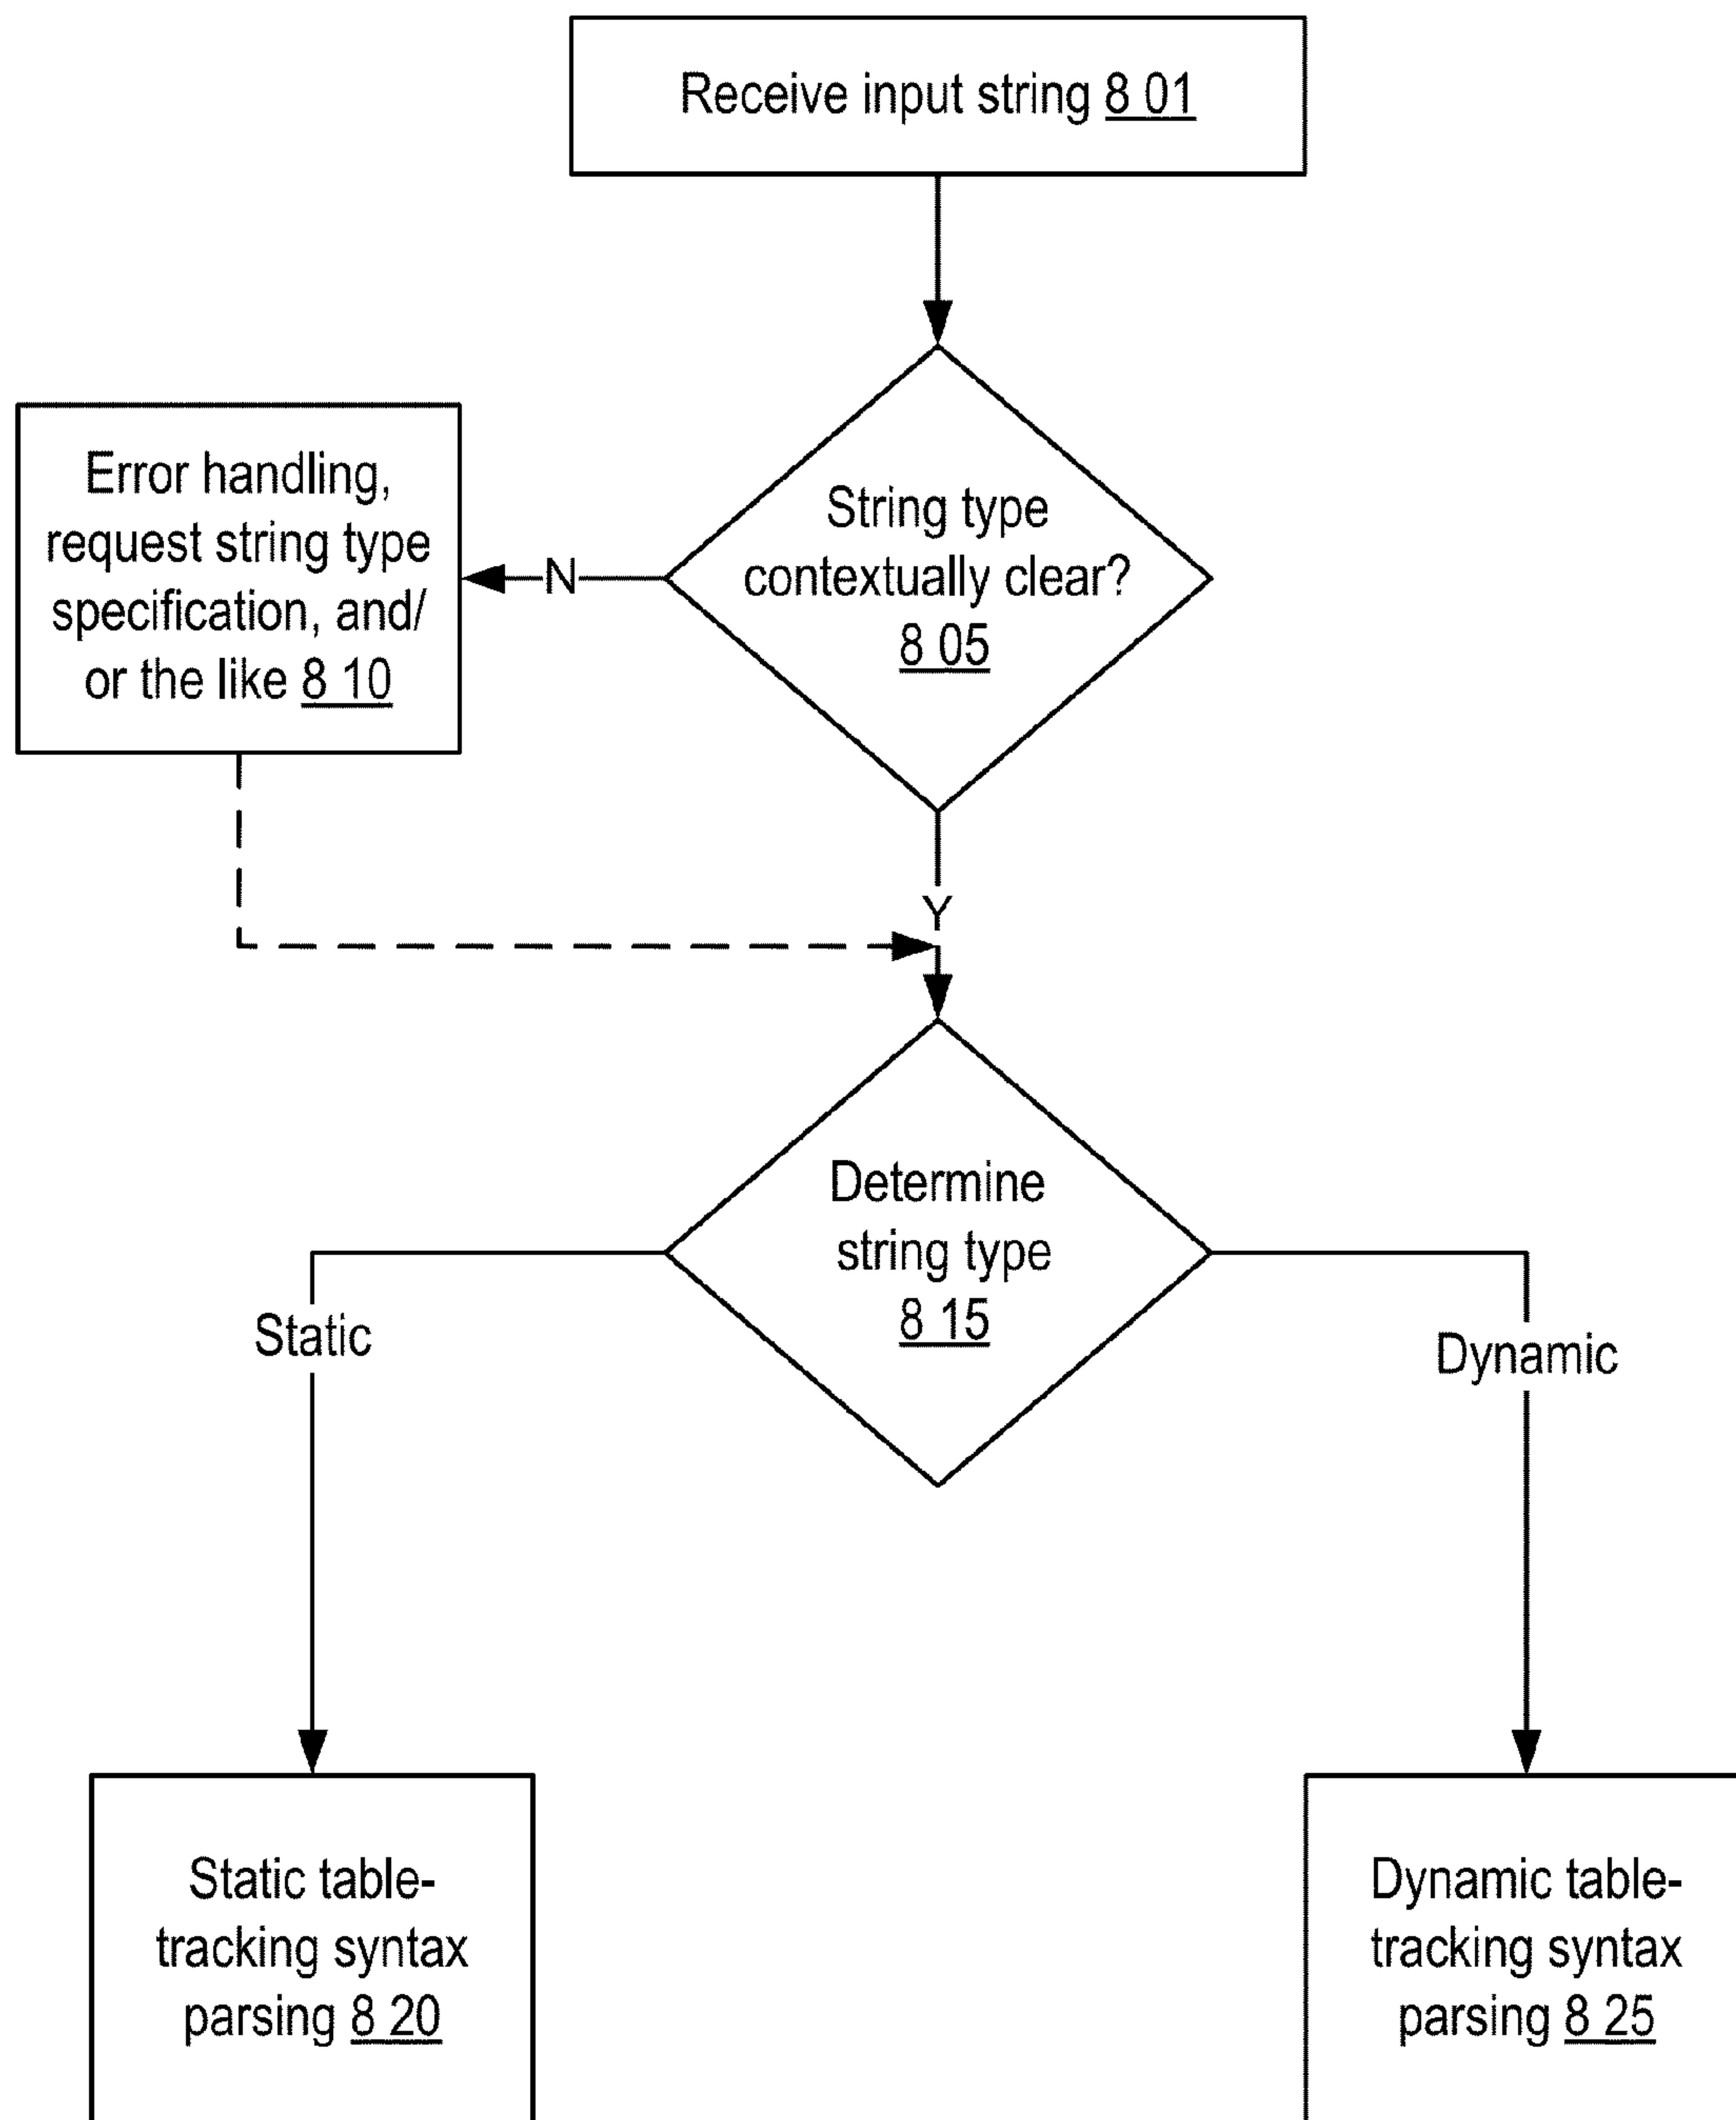 Receive input string 8 01
Error handling,
request string type
specification, and/
or the like 8 10
N
String type
contextually clear?
8 05
Y
Determine
string type
8 15
Static
Dynamic
Static table-
tracking syntax
parsing 8 20
Dynamic table-
tracking syntax
parsing 8 25